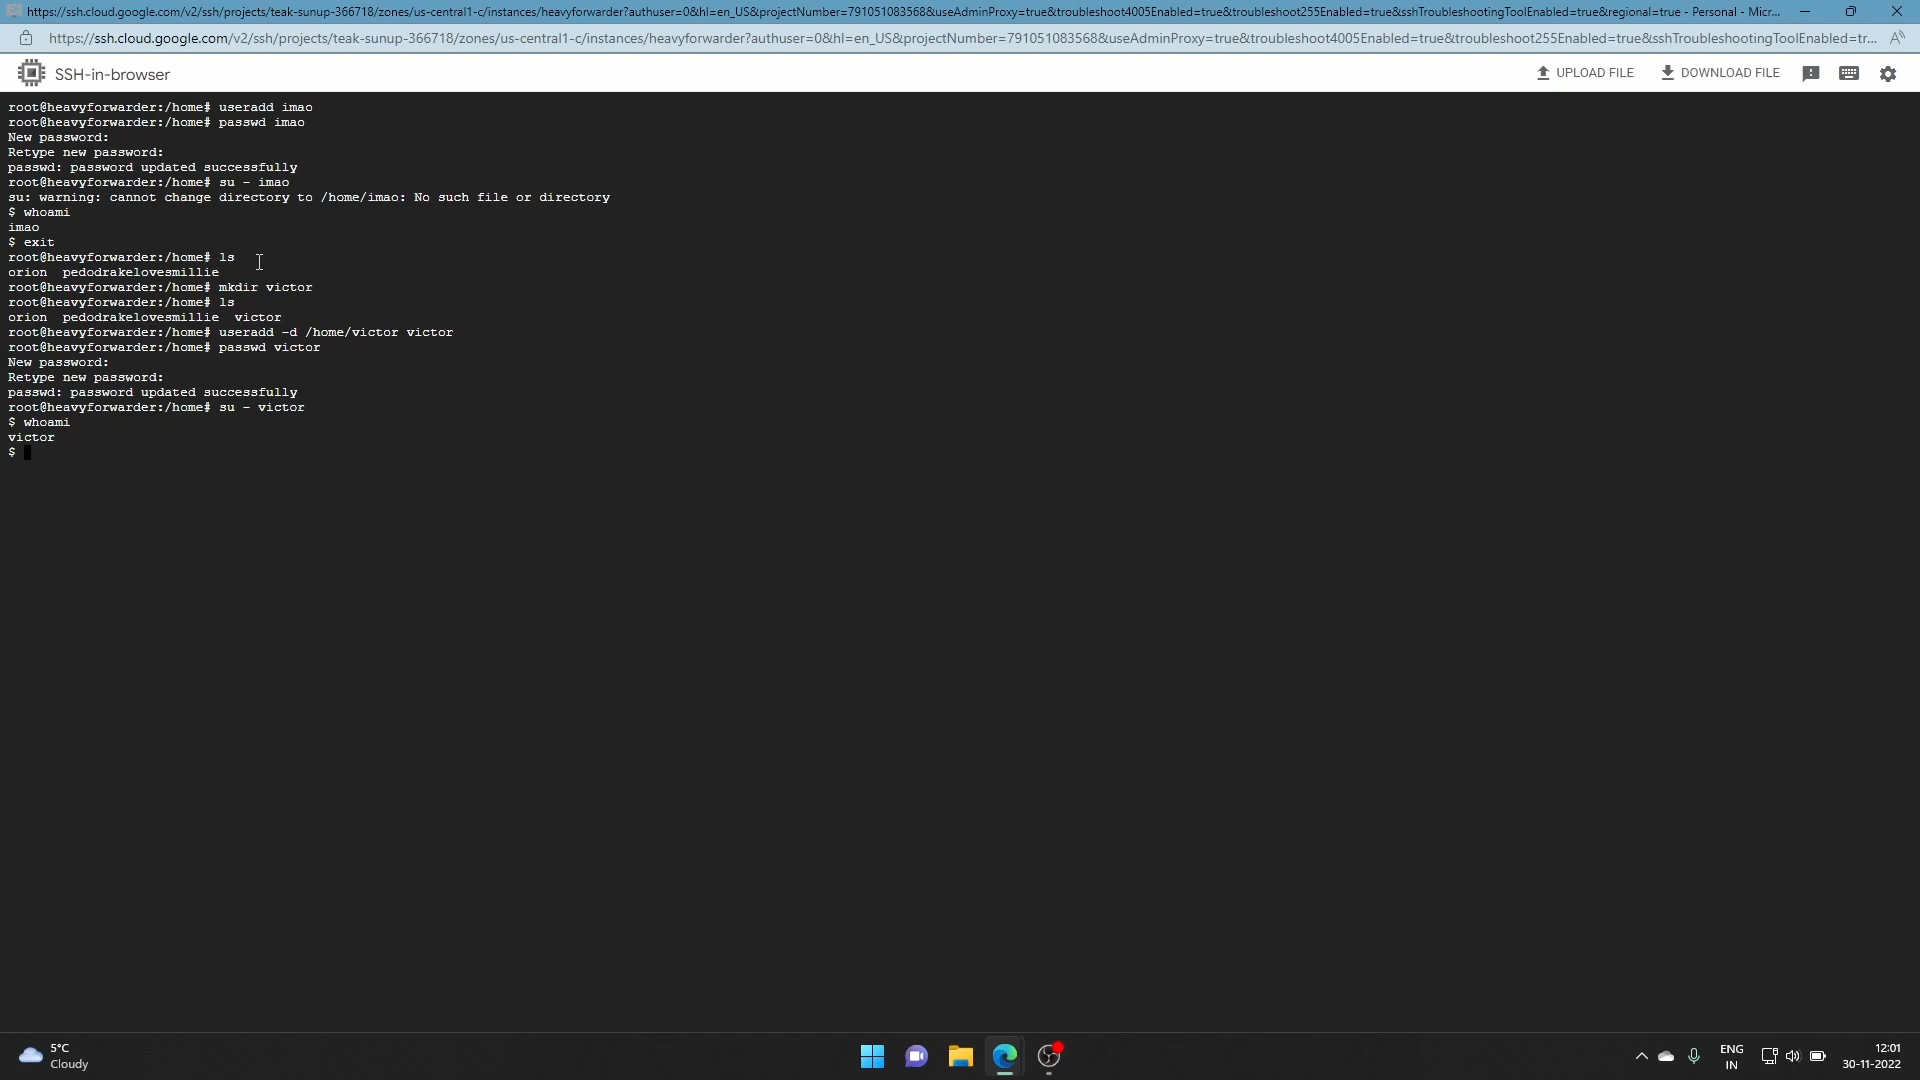 https://ssh.cloud.google.com/v2/ssh/projects/teak-sunup-366718/zones/us-central1-c/instances/heavyforwarder?authuser=0&hl=en_US&projectNumber=791051083568&useAdminProxy=true&troubleshoot4005Enabled=true&troubleshoot255Enabled=true&sshTroubleshootingToolEnabled=true&regional=true - Personal - Micr...
https://ssh.cloud.google.com/v2/ssh/projects/teak-sunup-366718/zones/us-central1-c/instances/heavyforwarder?authuser=0&hl=en_US&projectNumber=791051083568&useAdminProxy=true&troubleshoot4005Enabled=true&troubleshoot255Enabled=true&sshTroubleshootingToolEnabled=tr...
SSH-in-browser
UPLOAD FILE
DOWNLOAD FILE
root@heavyforwarder:/home# useradd imao
root@heavyforwarder:/home# passwd imao
New password:
Retype new password:
passwd: password updated successfully
root@heavyforwarder:/home# su - imao
su: warning: cannot change directory to /home/imao: No such file or directory
$ whoami
imao
$ exit
root@heavyforwarder:/home# ls
orion  pedodrakelovesmillie
root@heavyforwarder:/home# mkdir victor
root@heavyforwarder:/home# ls
orion  pedodrakelovesmillie  victor
root@heavyforwarder:/home# useradd -d /home/victor victor
root@heavyforwarder:/home# passwd victor
New password:
Retype new password:
passwd: password updated successfully
root@heavyforwarder:/home# su - victor
$ whoami
victor
$
5°C
Cloudy
ENG
IN
12:01
30-11-2022